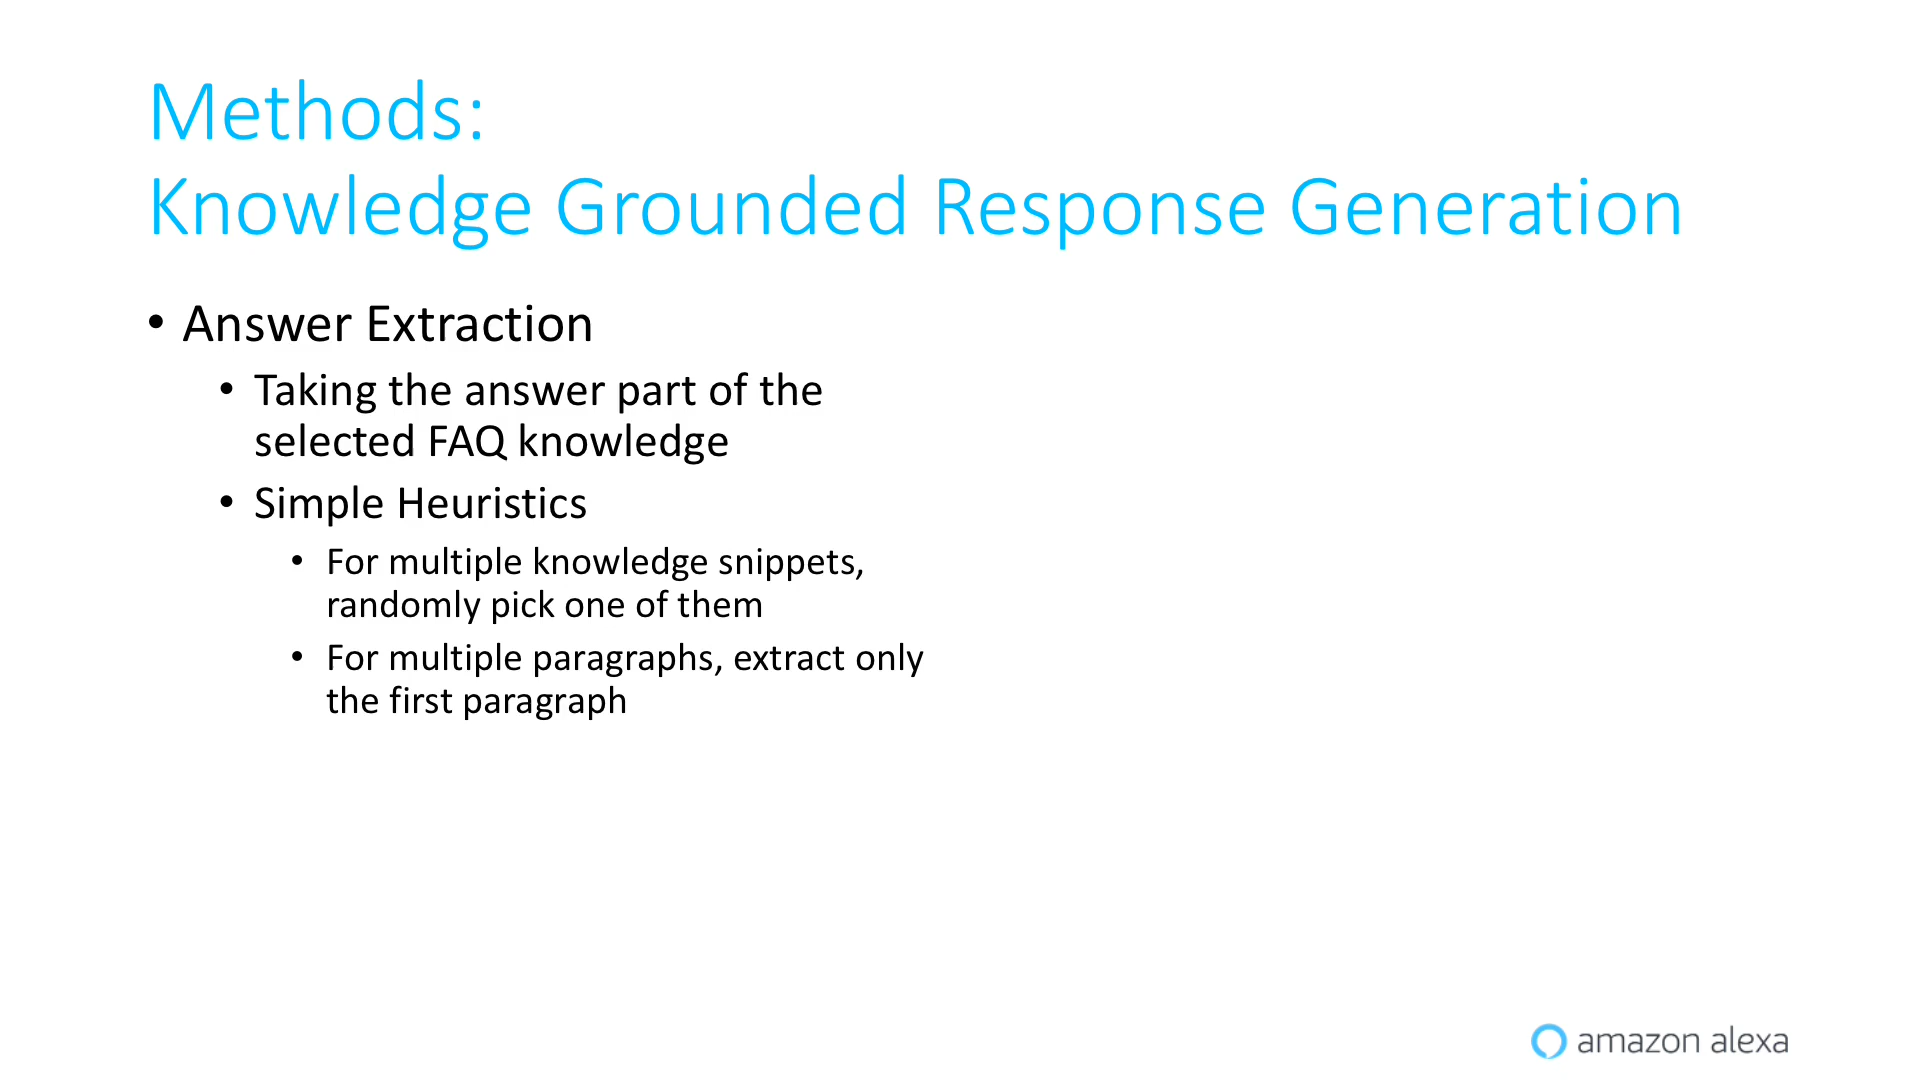 Methods:
Knowledge Grounded Response Generation
• Answer Extraction
• Taking the answer part of the
selected FAQ knowledge
• Simple Heuristics
• For multiple knowledge snippets,
randomly pick one of them
• For multiple paragraphs, extract only
the first paragraph
amazon alexa